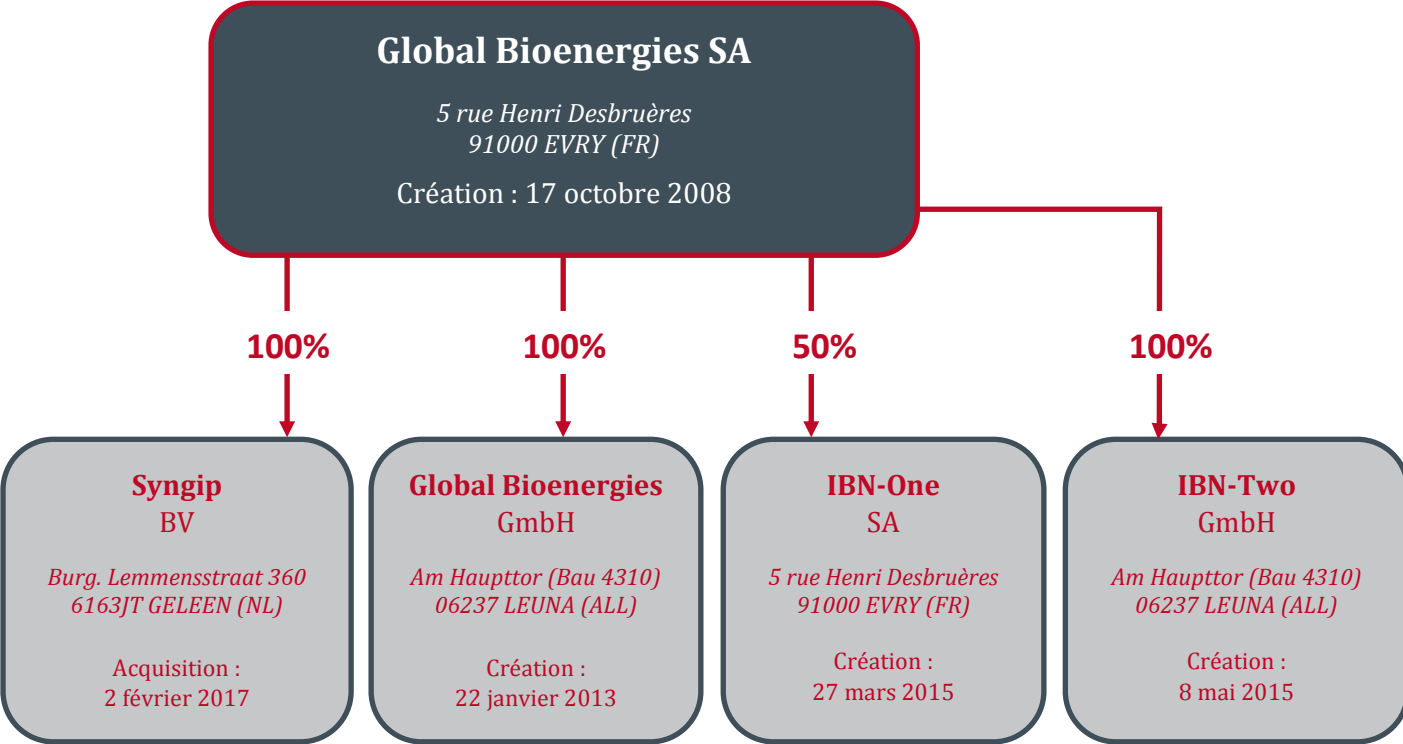 Global Bioenergies SA
5 rue Henri Desbruères
91000 EVRY (FR)
Création : 17 octobre 2008
100%
100%
50%
100%
Syngip
BV
Burg. Lemmensstraat 360
6163JT GELEEN (NL)
Acquisition :
2 février 2017
Global Bioenergies
GmbH
Am Haupttor (Bau 4310)
06237 LEUNA (ALL)
Création :
22 janvier 2013
IBN-One
SA
5 rue Henri Desbruères
91000 EVRY (FR)
Création :
27 mars 2015
IBN-Two
GmbH
Am Haupttor (Bau 4310)
06237 LEUNA (ALL)
Création :
8 mai 2015